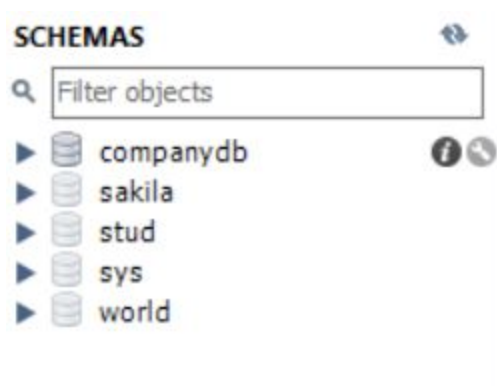 SCHEMAS
Filter objects
companydb
sakila
stud
sys
world